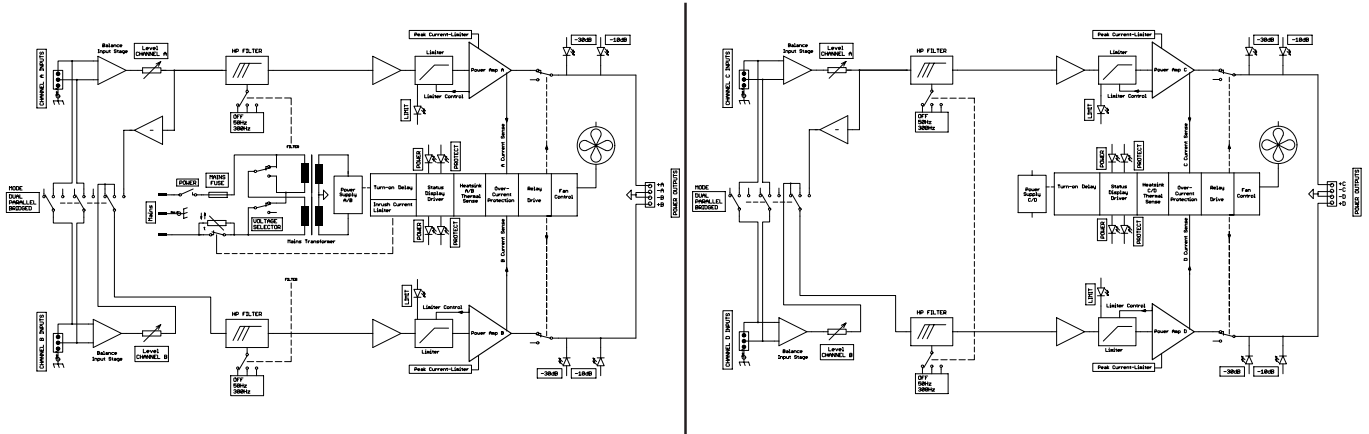 HP FILTER
Peak Current-Limiter
-30dB
-10dB
Balance
Input Stage
Level
CHANNEL A
Limiter
Power Amp A
CHANNEL A INPUTS
Limiter Control
LIMIT
OFF
50Hz
300Hz
FILTER
A Current Sense
POWER
PROTECT
MODE
DUAL
PARALLEL
BRIDGED
POWER
MAINS
FUSE
Mains
VOLTAGE
SELECTOR
Mains Transformer
Power
Supply
A/B
Turn-on Delay
Inrush Current
Limiter
Status
Display
Driver
Heatsink
A/B
Thermal
Sense
Over-
Current
Protection
Relay
Drive
Fan
Control
POWER OUTPUTS
POWER
PROTECT
B Current Sense
FILTER
LIMIT
Limiter Control
CHANNEL B INPUTS
HP FILTER
Power Amp B
Limiter
Balance
Input Stage
Level
CHANNEL B
Peak Current-Limiter
-30dB
-10dB
OFF
50Hz
300Hz
HP FILTER
Peak Current-Limiter
-30dB
-10dB
Balance
Input Stage
Level
CHANNEL A
Limiter
Power Amp C
CHANNEL C INPUTS
Limiter Control
LIMIT
OFF
50Hz
300Hz
C Current Sense
POWER
PROTECT
MODE
DUAL
PARALLEL
BRIDGED
Power
Supply
C/D
Turn-on Delay
Status
Display
Driver
Heatsink
C/D
Thermal
Sense
Over-
Current
Protection
Relay
Drive
Fan
Control
POWER OUTPUTS
POWER
PROTECT
D Current Sense
LIMIT
Limiter Control
CHANNEL D INPUTS
HP FILTER
Power Amp D
Limiter
Balance
Input Stage
Level
CHANNEL B
Peak Current-Limiter
-30dB
-10dB
OFF
50Hz
300Hz